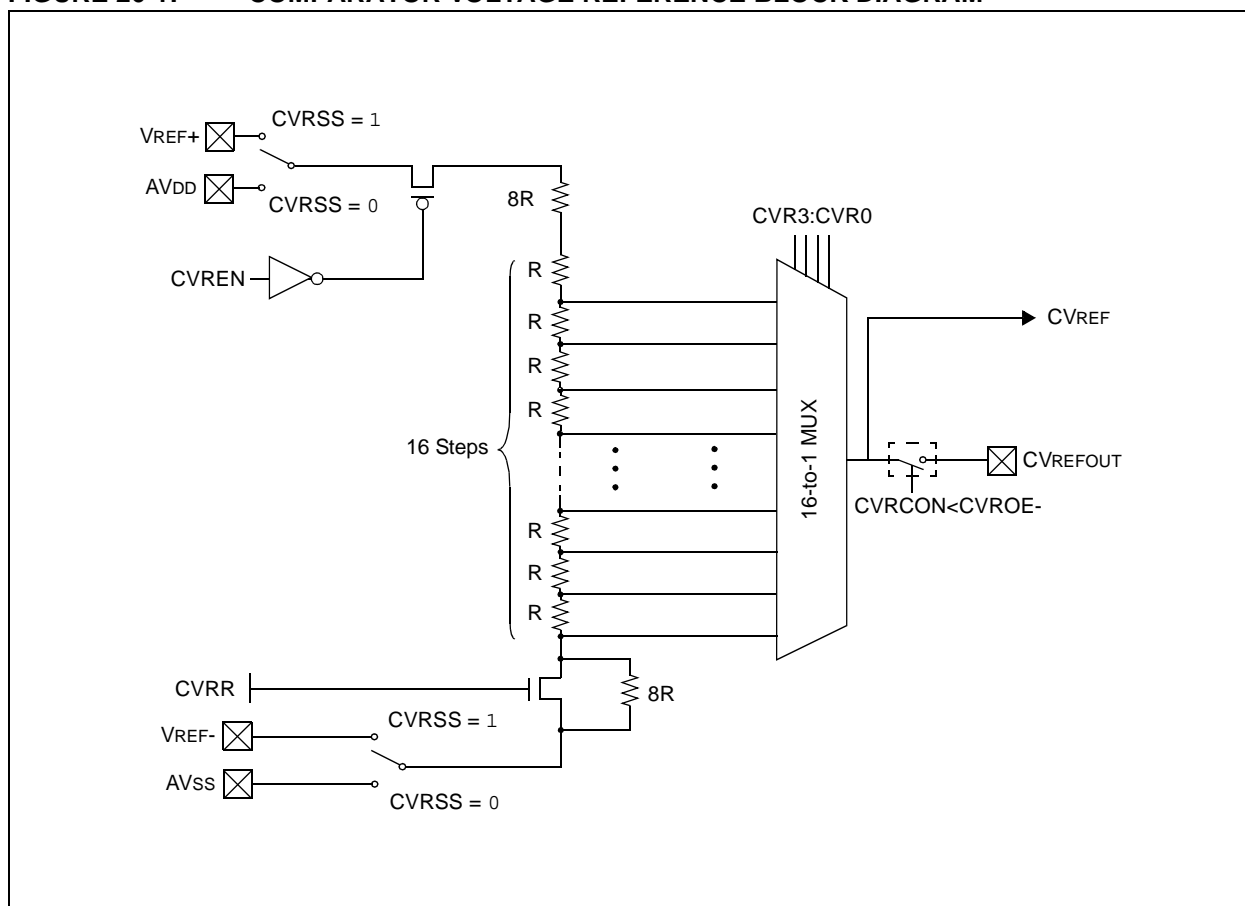 CVRSS = 1
VREF+
AVDD
CVRSS = 0
8R
CVR3:CVR0
CVREN
R
R
CVREF
R
R
16 Steps
16-to-1 MUX
CVREFOUT
CVRCON<CVROE-
R
R
R
CVRR
8R
CVRSS = 1
VREF-
AVSS
CVRSS = 0